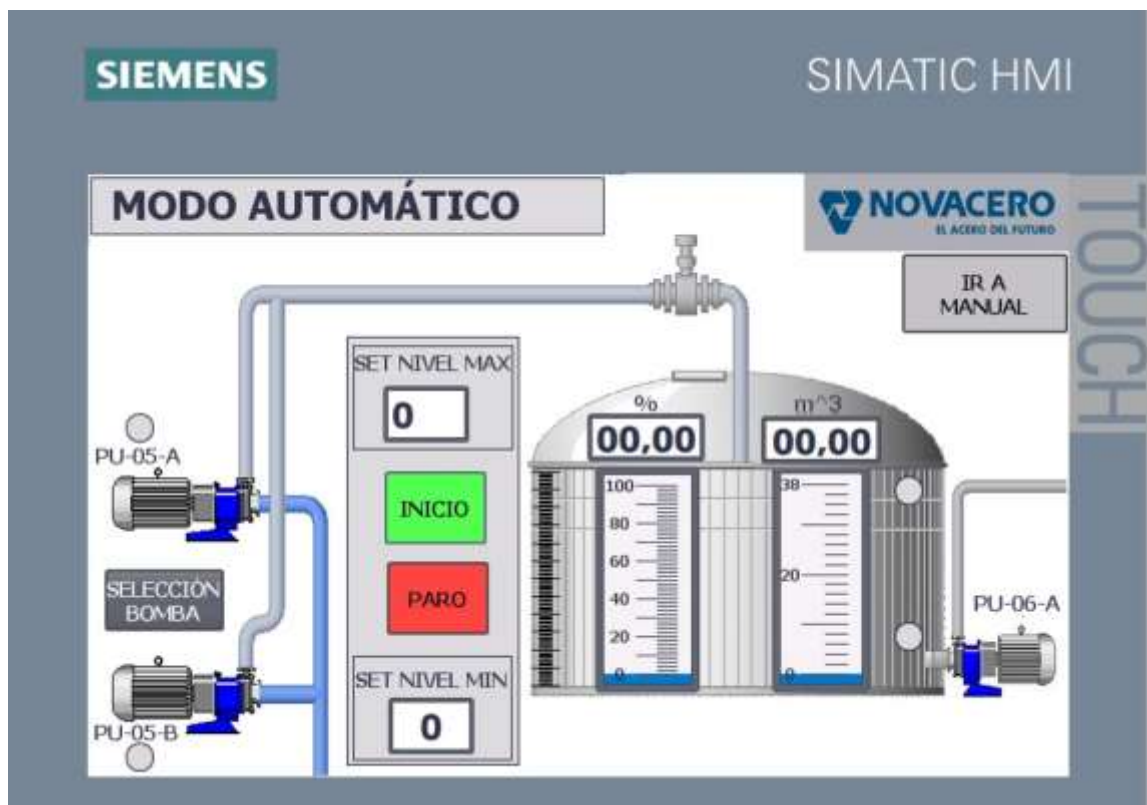 SIEMENS
SIMATIC HMI
TOUCH
MODO AUTOMÁTICO
NOVACERO
EL ACERO DEL FUTURO
IR A
MANUAL
SET NIVEL MAX
0
%
m^3
00,00
00,00
PU-05-A
100
80
60
40
20
0
38
20
0
INICIO
SELECCIÓN
BOMBA
PARO
PU-06-A
SET NIVEL MIN
0
PU-05-B